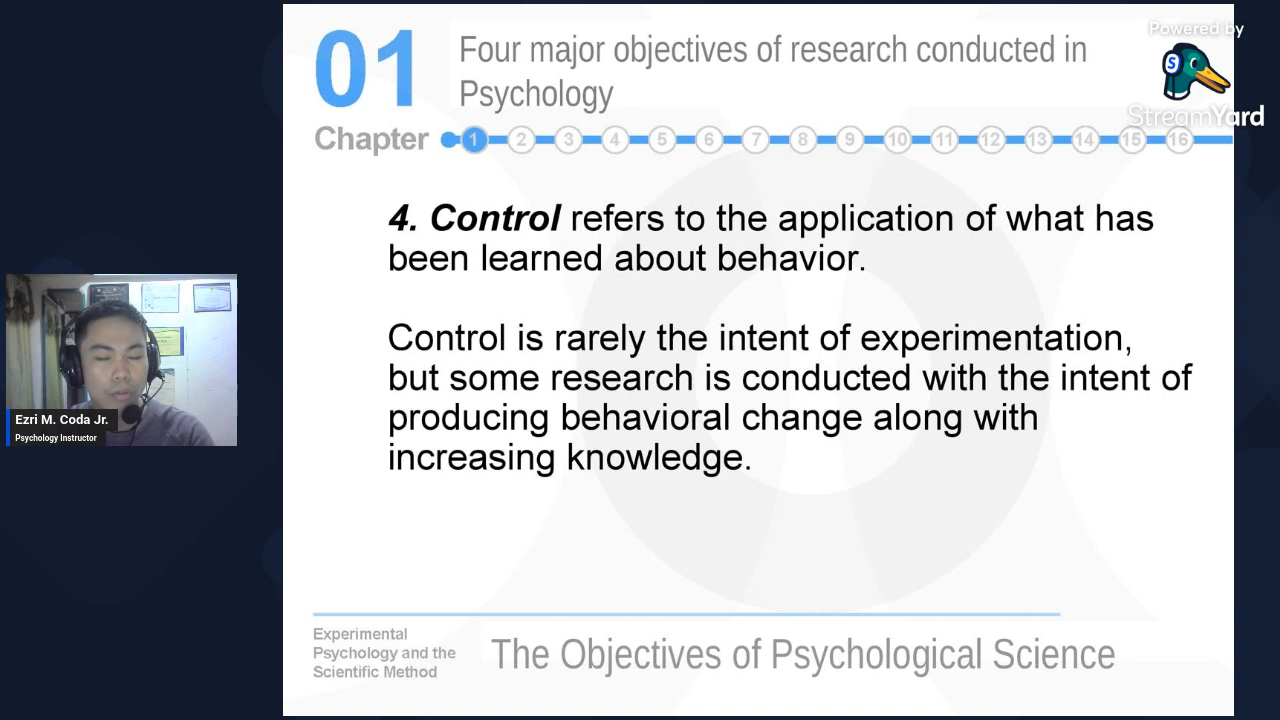 01
Four major objectives of research conducted in
Psychology
Powered by
S
StreamYard
Chapter
1 2 3 4 5 6 7 8 9 10 11 12 13 14 15 16
4. Control refers to the application of what has
been learned about behavior.
Control is rarely the intent of experimentation,
but some research is conducted with the intent of
producing behavioral change along with
increasing knowledge.
Ezri M. Coda Jr.
Psychology Instructor
Experimental
Psychology and the
Scientific Method
The Objectives of Psychological Science